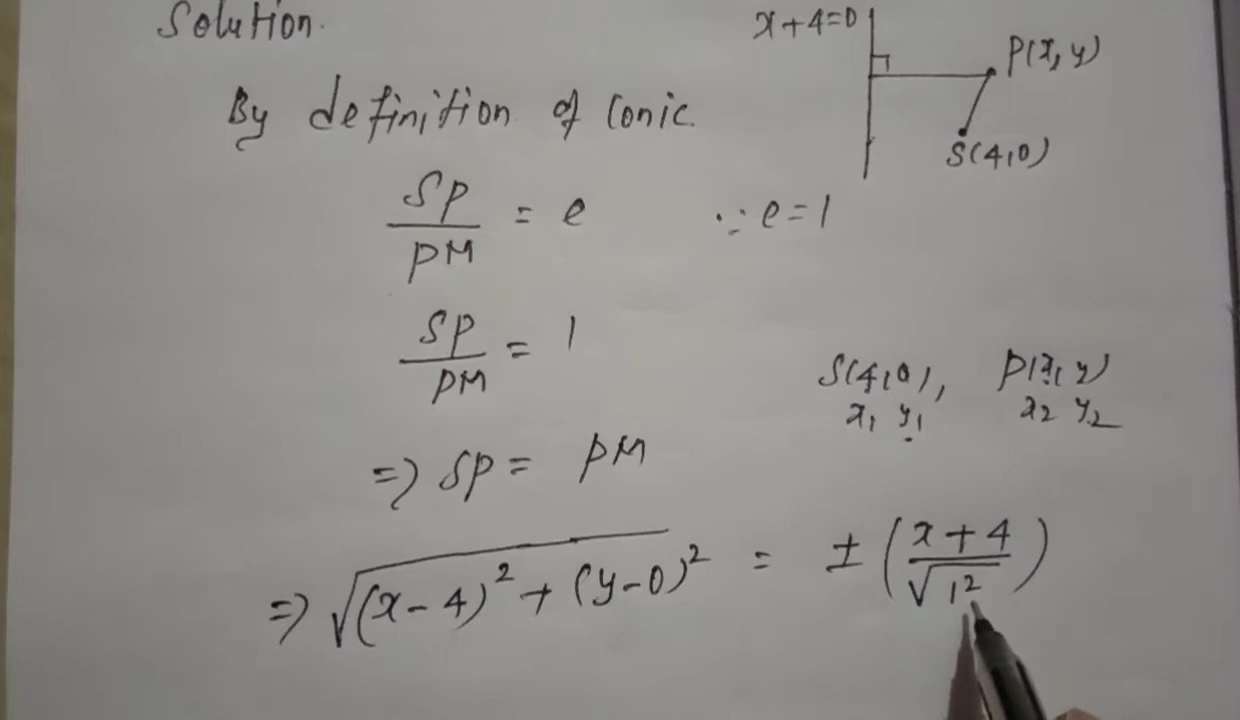 Solution.
x+4=0
P(x, y)
S(4,0)
By definition of Conic.
SP/PM = e ∵ e=1
SP/PM = 1
S(4,0), P(x, y)
x₁ y₁ x₂ y₂
=> SP = PM
=> √((x-4)²+(y-0)²) = ± ((x+4)/√(1²))